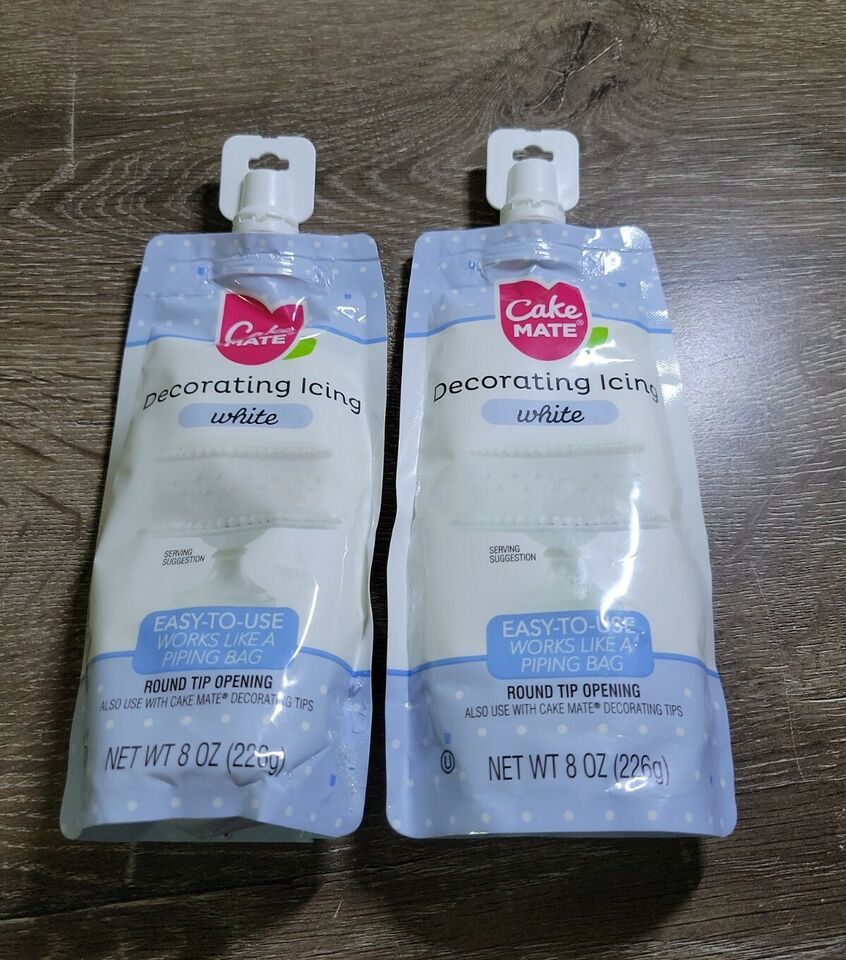 Cake
MATE
Decorating Icing
white
SERVING
SUGGESTION
EASY-TO-USE
WORKS LIKE A
PIPING BAG
ROUND TIP OPENING
ALSO USE WITH CAKE MATE® DECORATING TIPS
NET WT 8 OZ (226g)
Cake
MATE®
Decorating Icing
white
SERVING
SUGGESTION
EASY-TO-USE
WORKS LIKE A
PIPING BAG
ROUND TIP OPENING
ALSO USE WITH CAKE MATE® DECORATING TIPS
U
NET WT 8 OZ (226g)